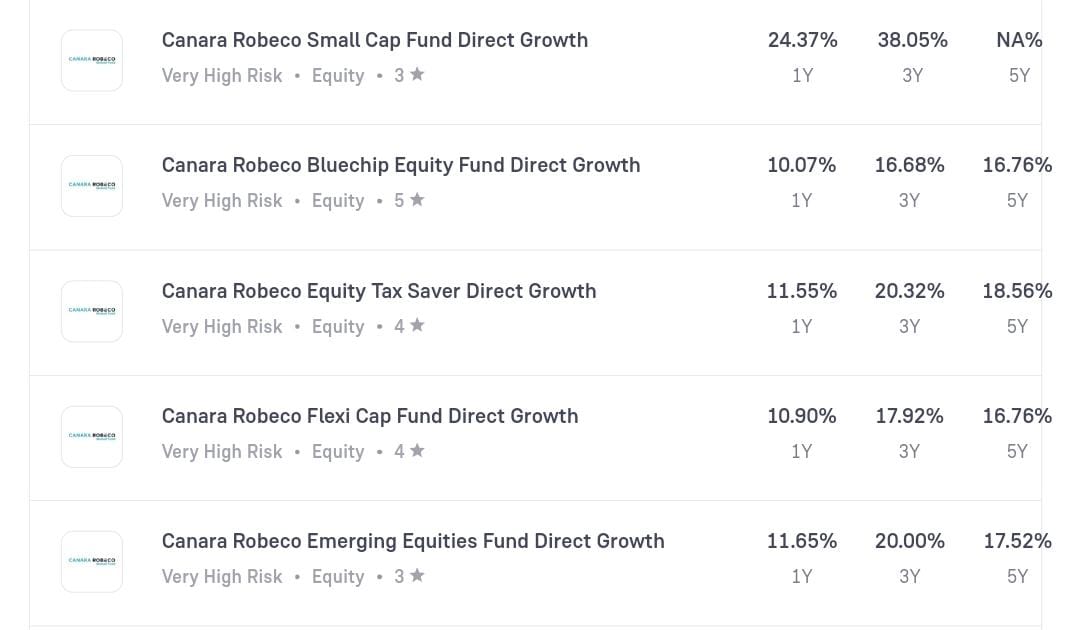 Canara Robeco Small Cap Fund Direct Growth 24.37% 38.05% NA%
CANARA ROBECO
Very High Risk • Equity • 3 ★ 1Y 3Y 5Y
Canara Robeco Bluechip Equity Fund Direct Growth 10.07% 16.68% 16.76%
CANARA ROBECO
Very High Risk • Equity • 5 ★ 1Y 3Y 5Y
Canara Robeco Equity Tax Saver Direct Growth 11.55% 20.32% 18.56%
CANARA ROBECO
Very High Risk • Equity • 4 ★ 1Y 3Y 5Y
Canara Robeco Flexi Cap Fund Direct Growth 10.90% 17.92% 16.76%
CANARA ROBECO
Very High Risk • Equity • 4 ★ 1Y 3Y 5Y
Canara Robeco Emerging Equities Fund Direct Growth 11.65% 20.00% 17.52%
CANARA ROBECO
Very High Risk • Equity • 3 ★ 1Y 3Y 5Y